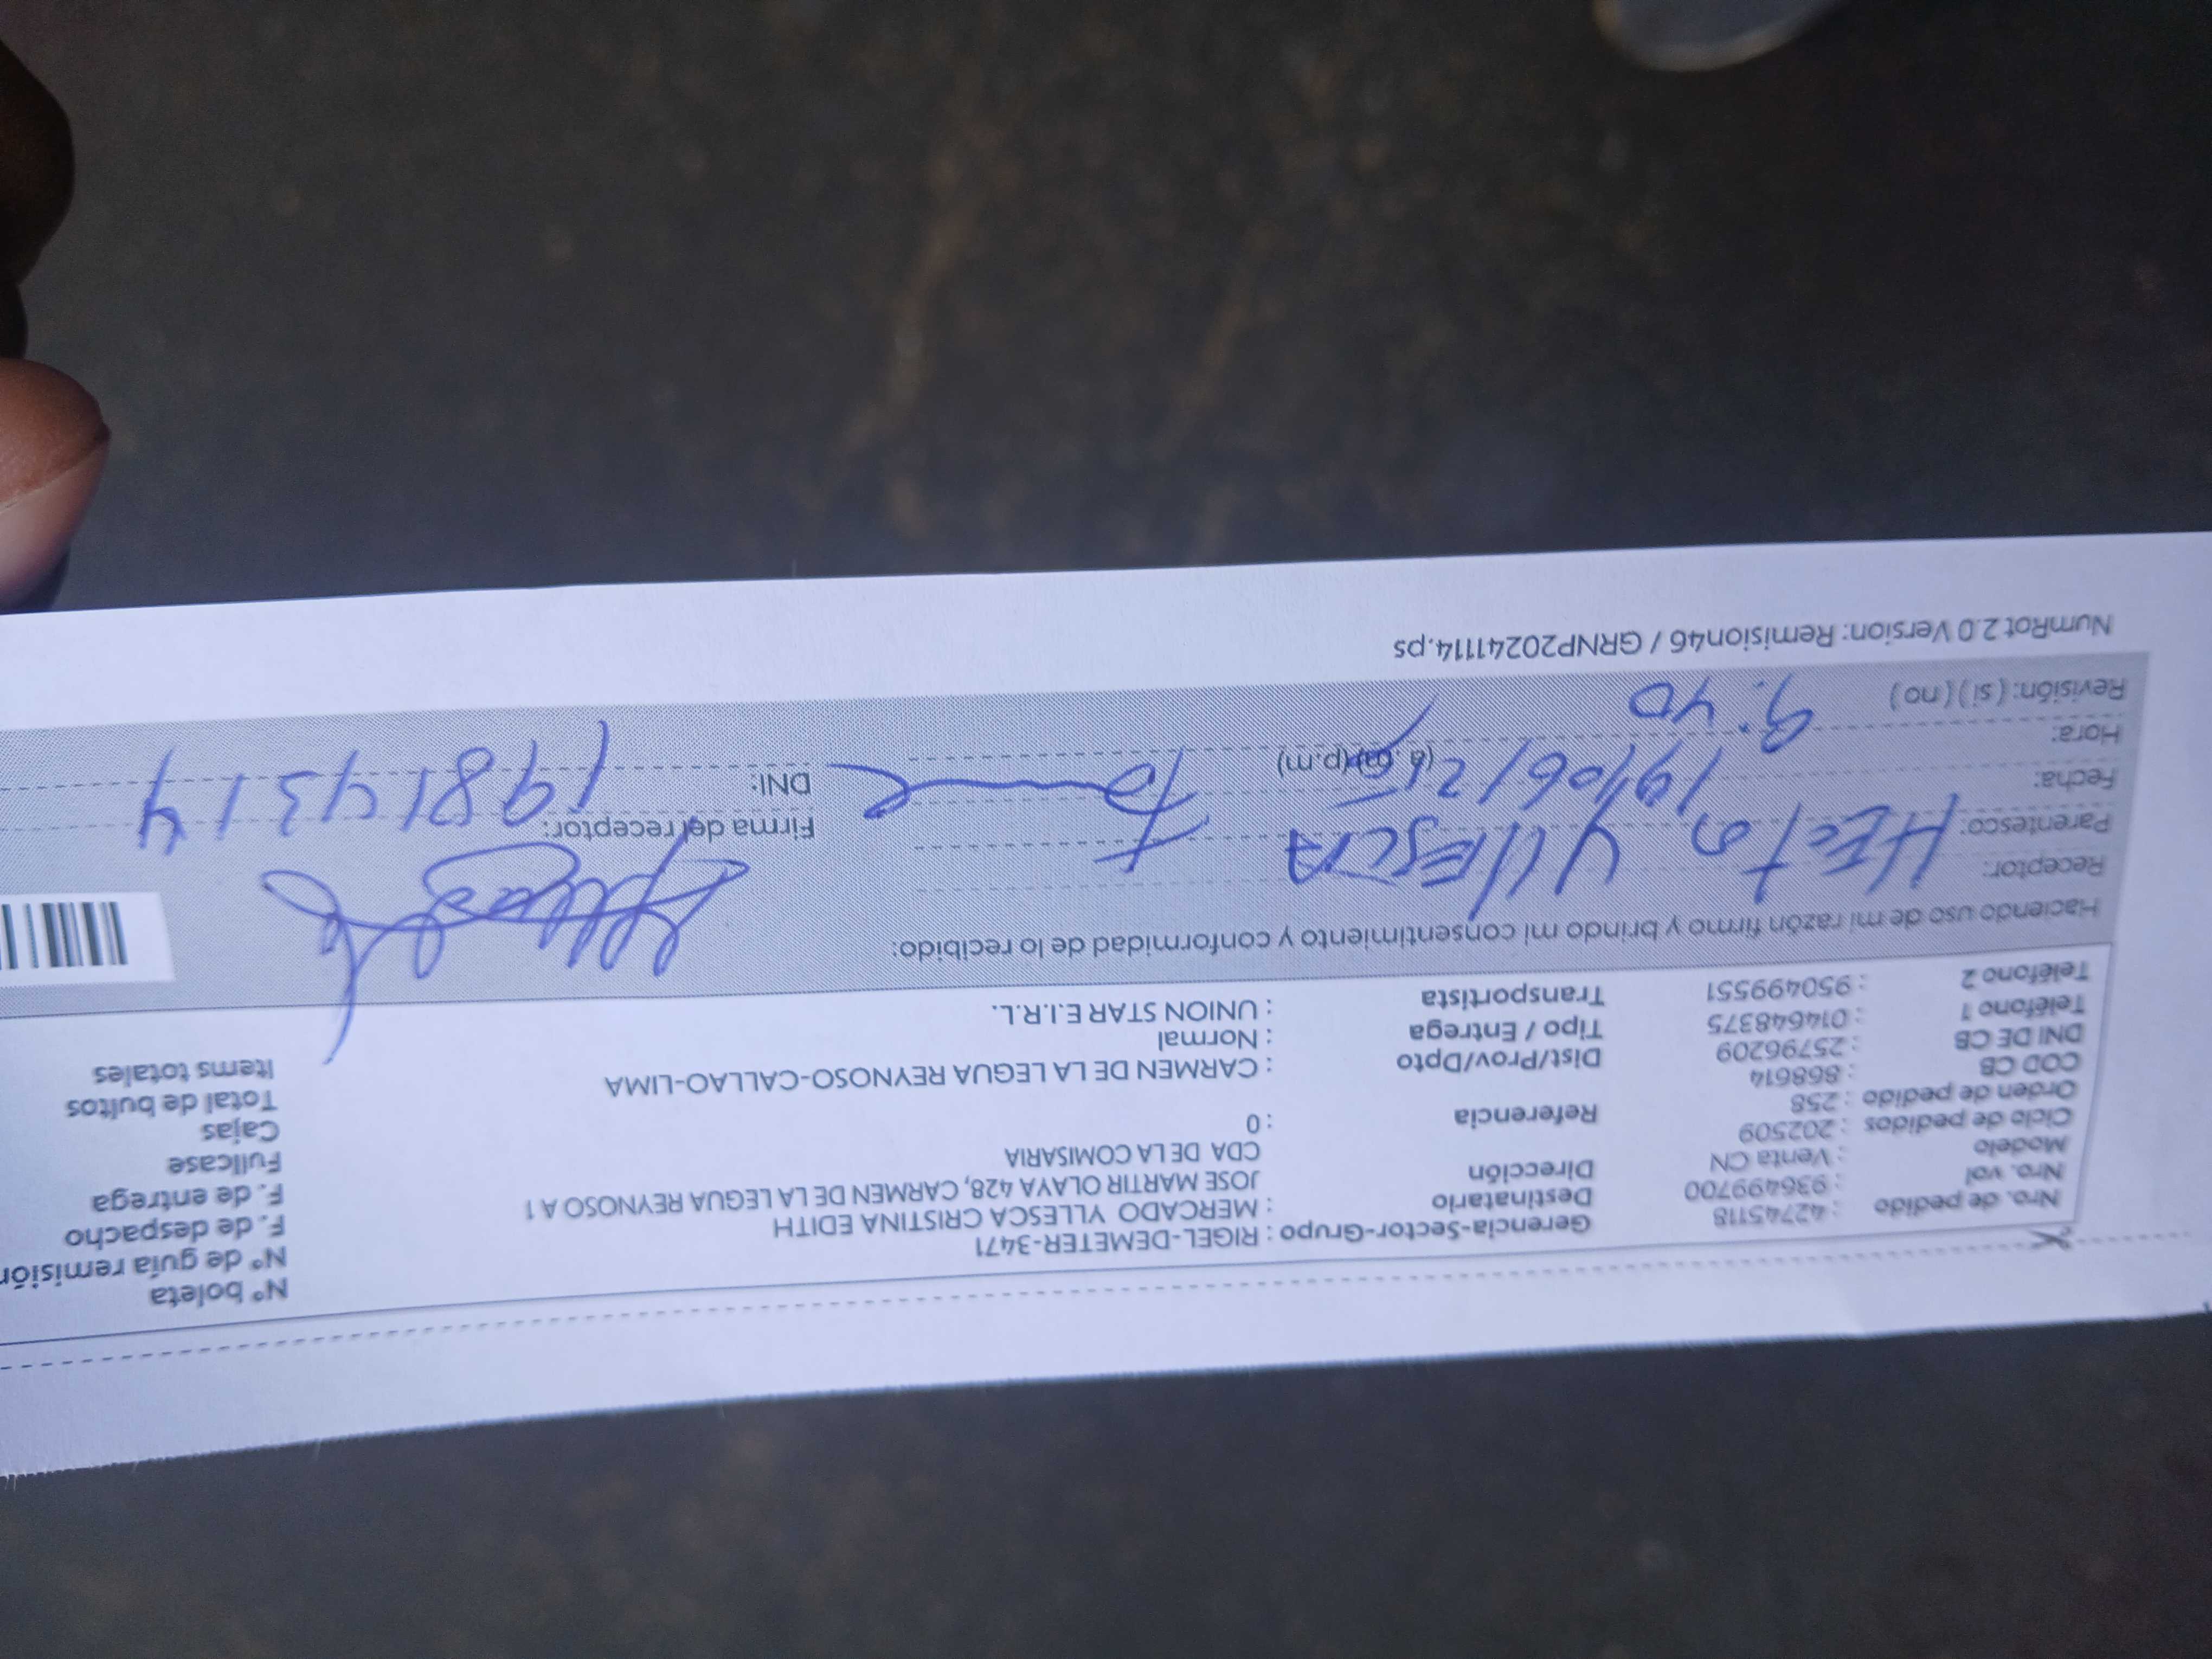 Nro. de pedido : 42745118 Gerencia-Sector-Grupo : RIGEL-DEMETER-3471 N° boleta
Nro. vol : 936499700 Destinatario : MERCADO YLLESCA CRISTINA EDITH N° de guía remisión
Modelo : Venta CN Dirección JOSE MARTIR OLAYA 428, CARMEN DE LA LEGUA REYNOSO A 1 F. de despacho
Ciclo de pedidos : 202509 CDA DE LA COMISARIA F. de entrega
Orden de pedido : 258 Referencia : 0 Fullcase
COD CB : 868614 Cajas
DNI DE CB : 25796209 Dist/Prov/Dpto : CARMEN DE LA LEGUA REYNOSO-CALLAO-LIMA Total de bultos
Teléfono 1 : 014648375 Tipo / Entrega : Normal Items totales
Teléfono 2 : 950499551 Transportista : UNION STAR E.I.R.L.
Haciendo uso de mi razón firmo y brindo mi consentimiento y conformidad de lo recibido:
Receptor: HECtor YllESCA
Parentesco: Firma del receptor:
Fecha: 19/06/25 DNI: 19814314
Hora: 9:40 (a.m)(p.m)
Revisión: ( si ) ( no )
NumRot 2.0 Version: Remision46 / GRNP20241114.ps